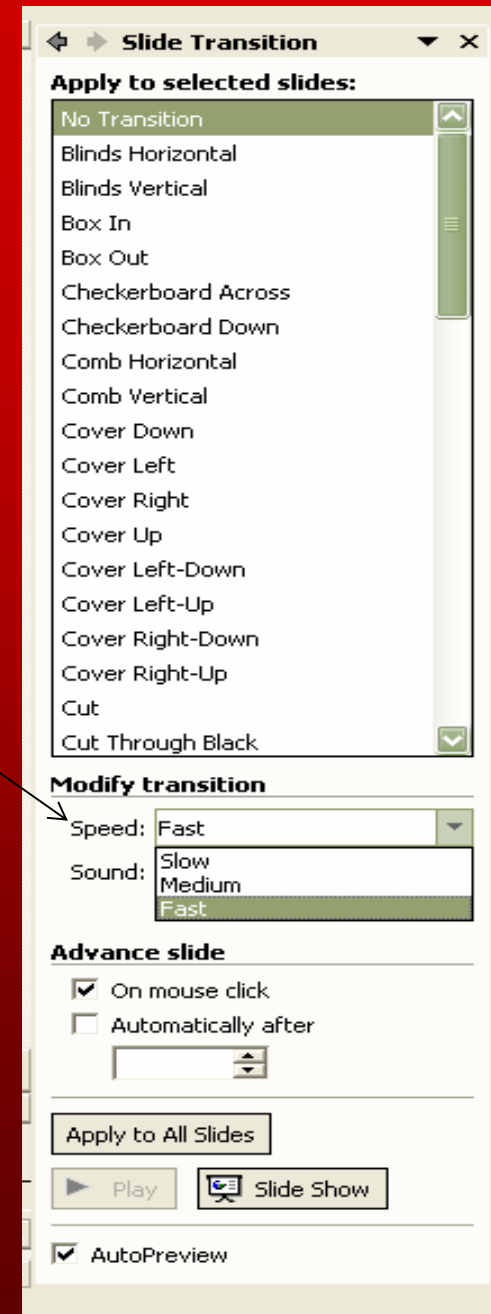 Slide Transition
Apply to selected slides:
No Transition
Blinds Horizontal
Blinds Vertical
Box In
Box Out
Checkerboard Across
Checkerboard Down
Comb Horizontal
Comb Vertical
Cover Down
Cover Left
Cover Right
Cover Up
Cover Left-Down
Cover Left-Up
Cover Right-Down
Cover Right-Up
Cut
Cut Through Black
Modify transition
Speed: Fast
Sound: Slow
Medium
Fast
Advance slide
On mouse click
Automatically after
Apply to All Slides
Play Slide Show
AutoPreview